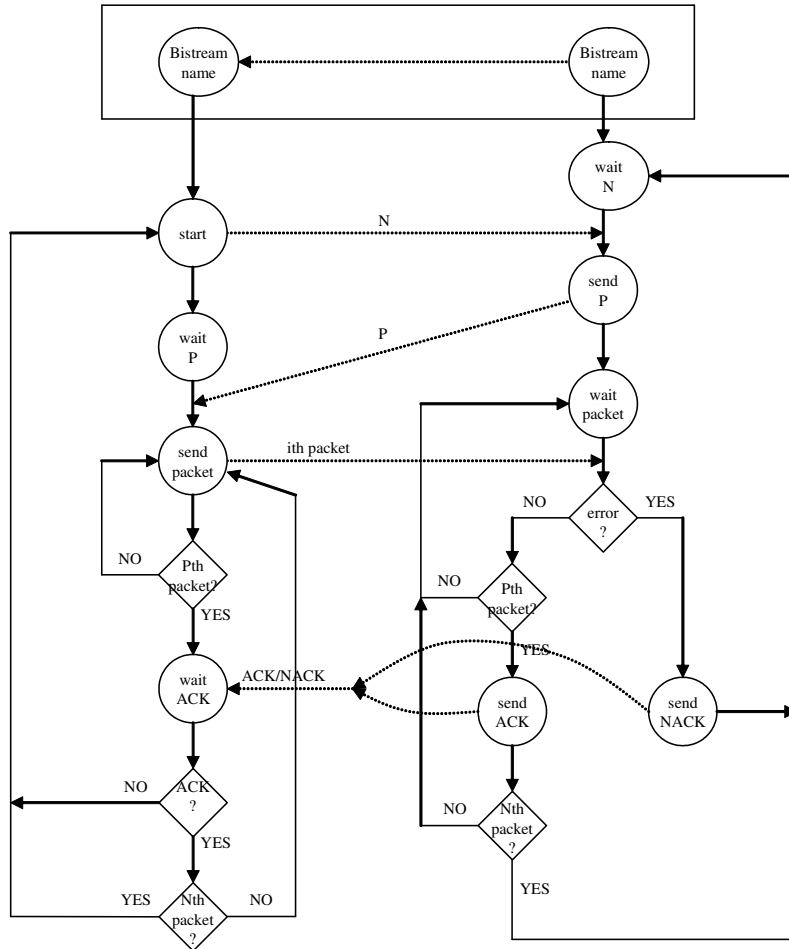 Bistream
name
Bistream
name
wait
N
start
N
send
P
wait
P
P
wait
packet
send
packet
ith packet
NO
error
?
YES
NO
Pth
packet?
YES
NO
Pth
packet?
YES
wait
ACK
ACK/NACK
send
ACK
send
NACK
NO
ACK
?
YES
NO
Nth
packet
?
YES
YES
Nth
packet
?
NO